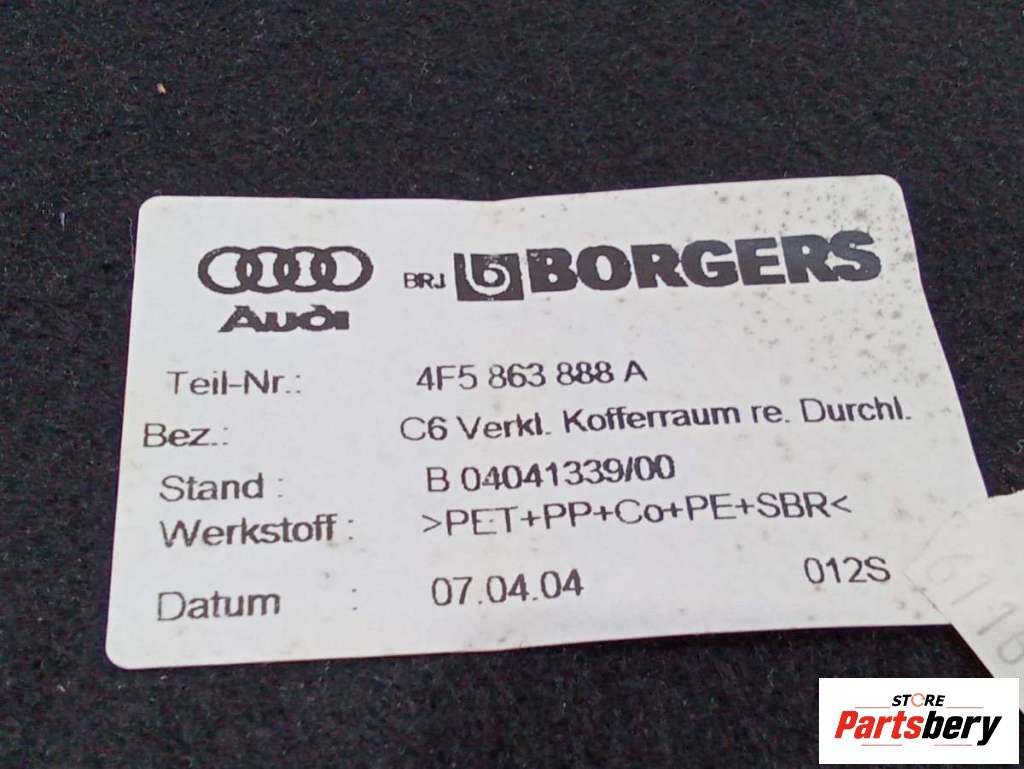 BRJ b BORGERS
Audi
Teil-Nr.: 4F5 863 888 A
Bez.: C6 Verkl. Kofferraum re. Durchl.
Stand : B 04041339/00
Werkstoff : >PET+PP+Co+PE+SBR<
Datum : 07.04.04 012S
6116
STORE
Partsbery